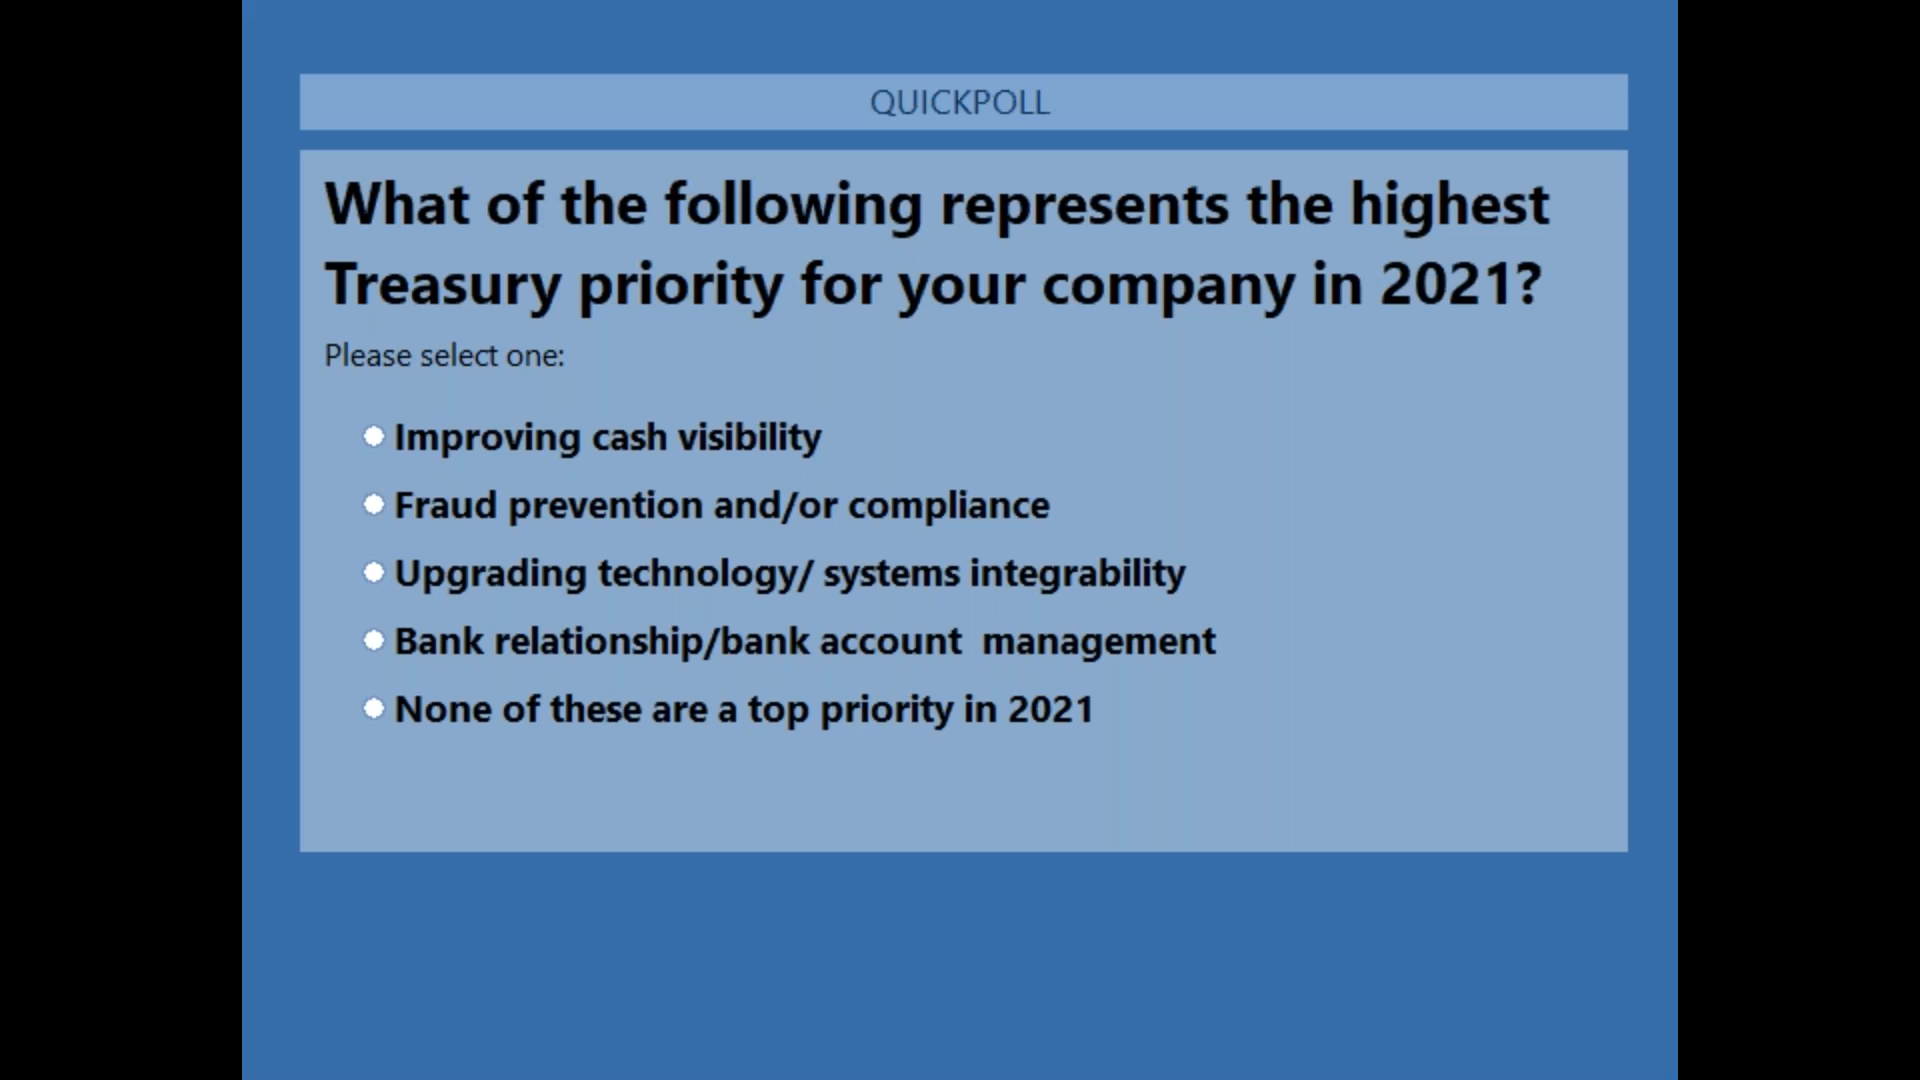 QUICKPOLL
What of the following represents the highest
Treasury priority for your company in 2021?
Please select one:
Improving cash visibility
Fraud prevention and/or compliance
Upgrading technology/ systems integrability
Bank relationship/bank account  management
None of these are a top priority in 2021